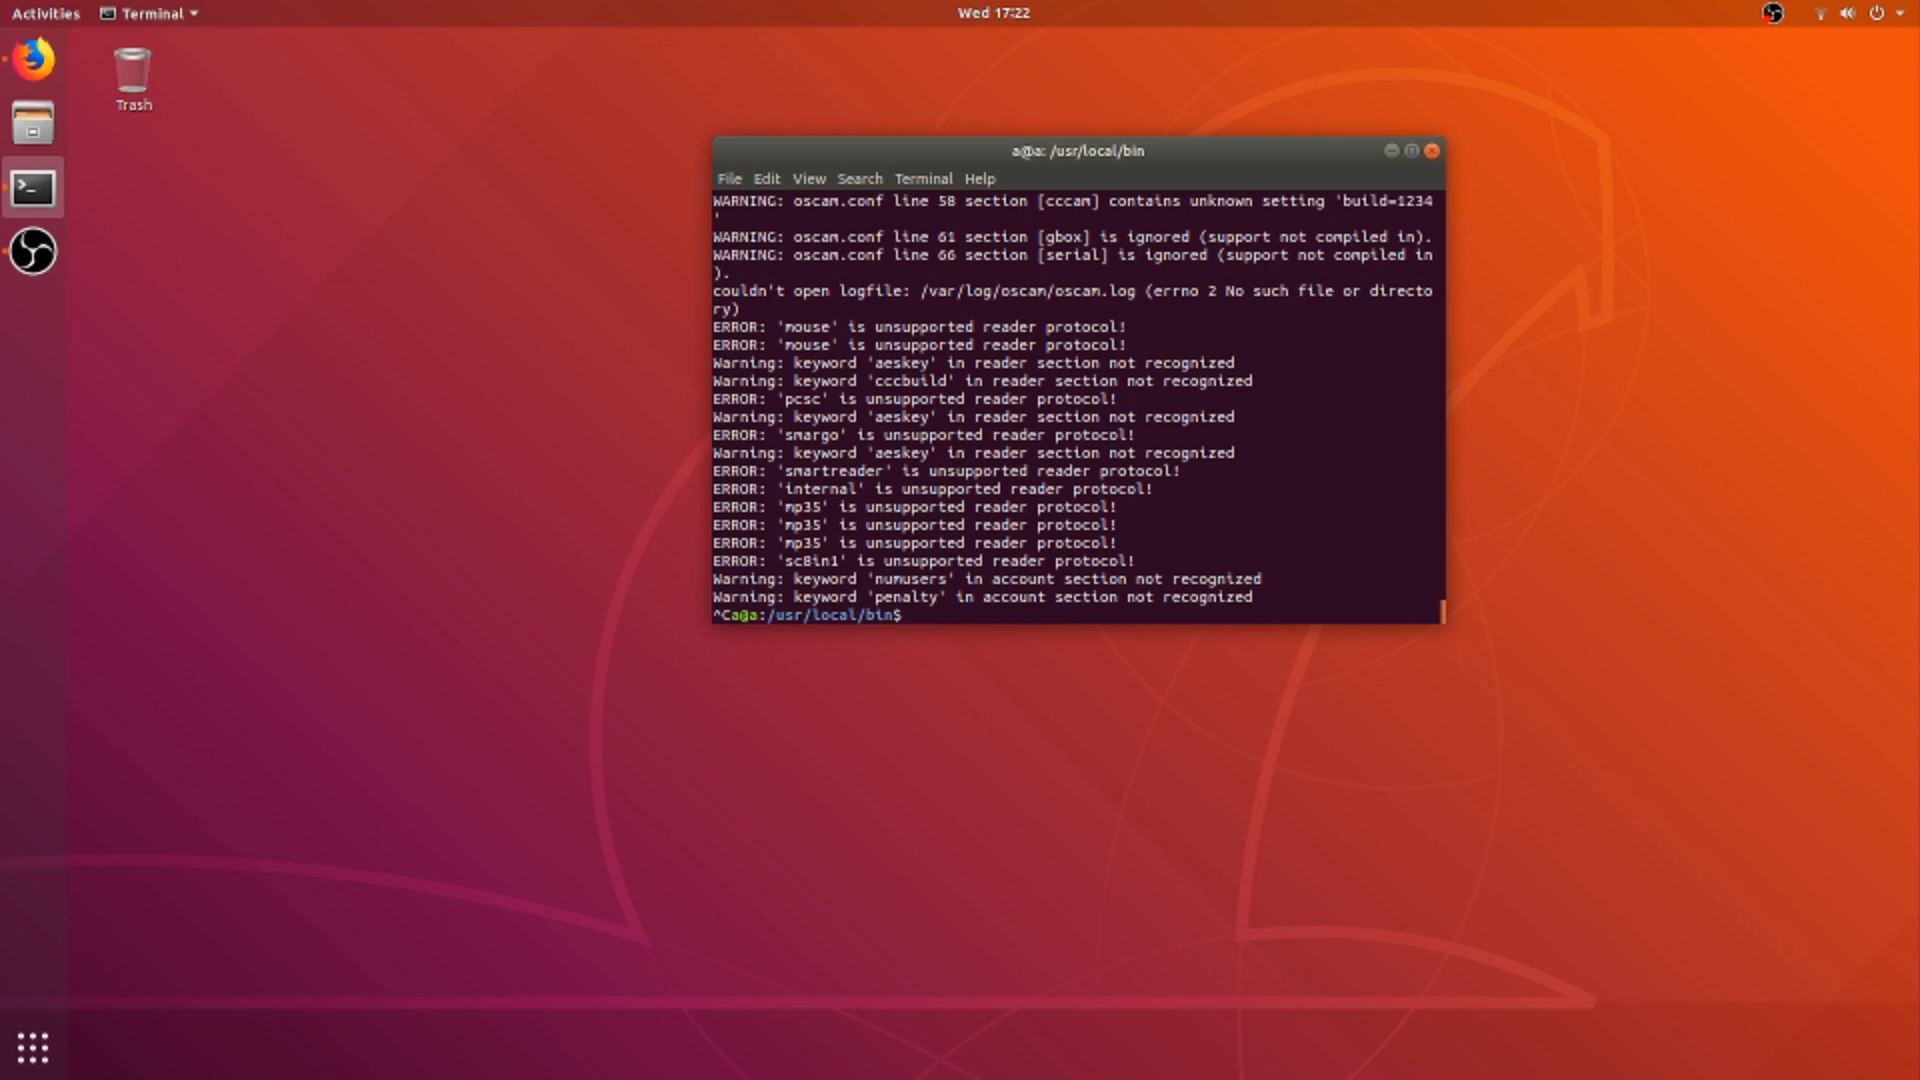 Activities
Terminal
Wed 17:22
Trash
a@a: /usr/local/bin
File Edit View Search Terminal Help
WARNING: oscam.conf line 58 section [cccam] contains unknown setting 'build=1234
'
WARNING: oscam.conf line 61 section [gbox] is ignored (support not compiled in).
WARNING: oscam.conf line 66 section [serial] is ignored (support not compiled in
).
couldn't open logfile: /var/log/oscam/oscam.log (errno 2 No such file or directo
ry)
ERROR: 'mouse' is unsupported reader protocol!
ERROR: 'mouse' is unsupported reader protocol!
Warning: keyword 'aeskey' in reader section not recognized
Warning: keyword 'cccbuild' in reader section not recognized
ERROR: 'pcsc' is unsupported reader protocol!
Warning: keyword 'aeskey' in reader section not recognized
ERROR: 'smargo' is unsupported reader protocol!
Warning: keyword 'aeskey' in reader section not recognized
ERROR: 'smartreader' is unsupported reader protocol!
ERROR: 'internal' is unsupported reader protocol!
ERROR: 'mp35' is unsupported reader protocol!
ERROR: 'mp35' is unsupported reader protocol!
ERROR: 'mp35' is unsupported reader protocol!
ERROR: 'sc8in1' is unsupported reader protocol!
Warning: keyword 'numusers' in account section not recognized
Warning: keyword 'penalty' in account section not recognized
^Ca@a:/usr/local/bin$